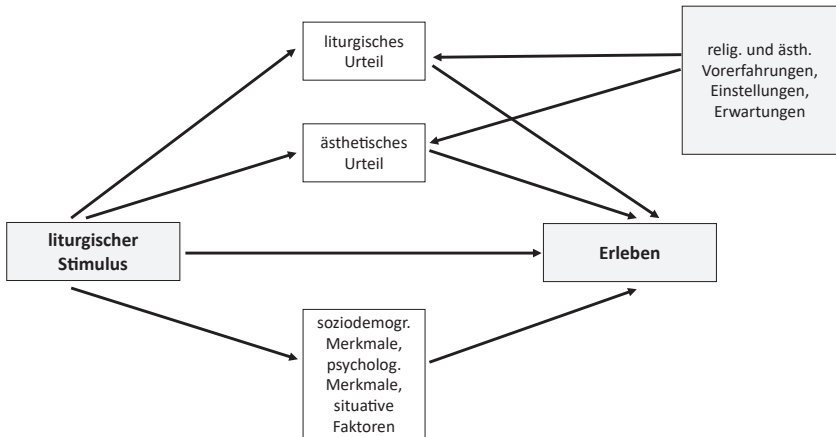 liturgisches
Urteil
relig. und ästh.
Vorerfahrungen,
Einstellungen,
Erwartungen
ästhetisches
Urteil
liturgischer
Stimulus
Erleben
soziodemogr.
Merkmale,
psycholog.
Merkmale,
situative
Faktoren